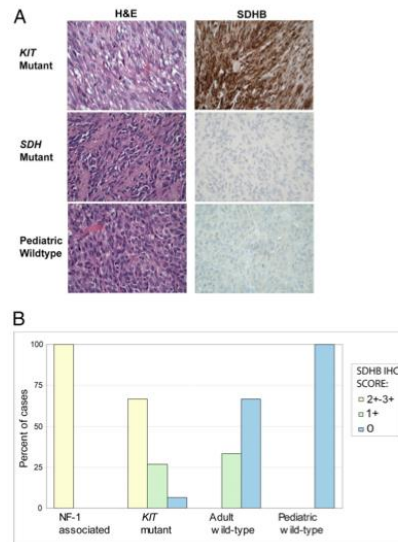 A
H&E
SDHB
KIT
Mutant
SDH
Mutant
Pediatric
Wildtype
B
100
75
50
25
0
Percent of cases
NF-1
associated
KIT
mutant
Adult
wild-type
Pediatric
wild-type
SDHB IHC
SCORE:
2+-3+
1+
0